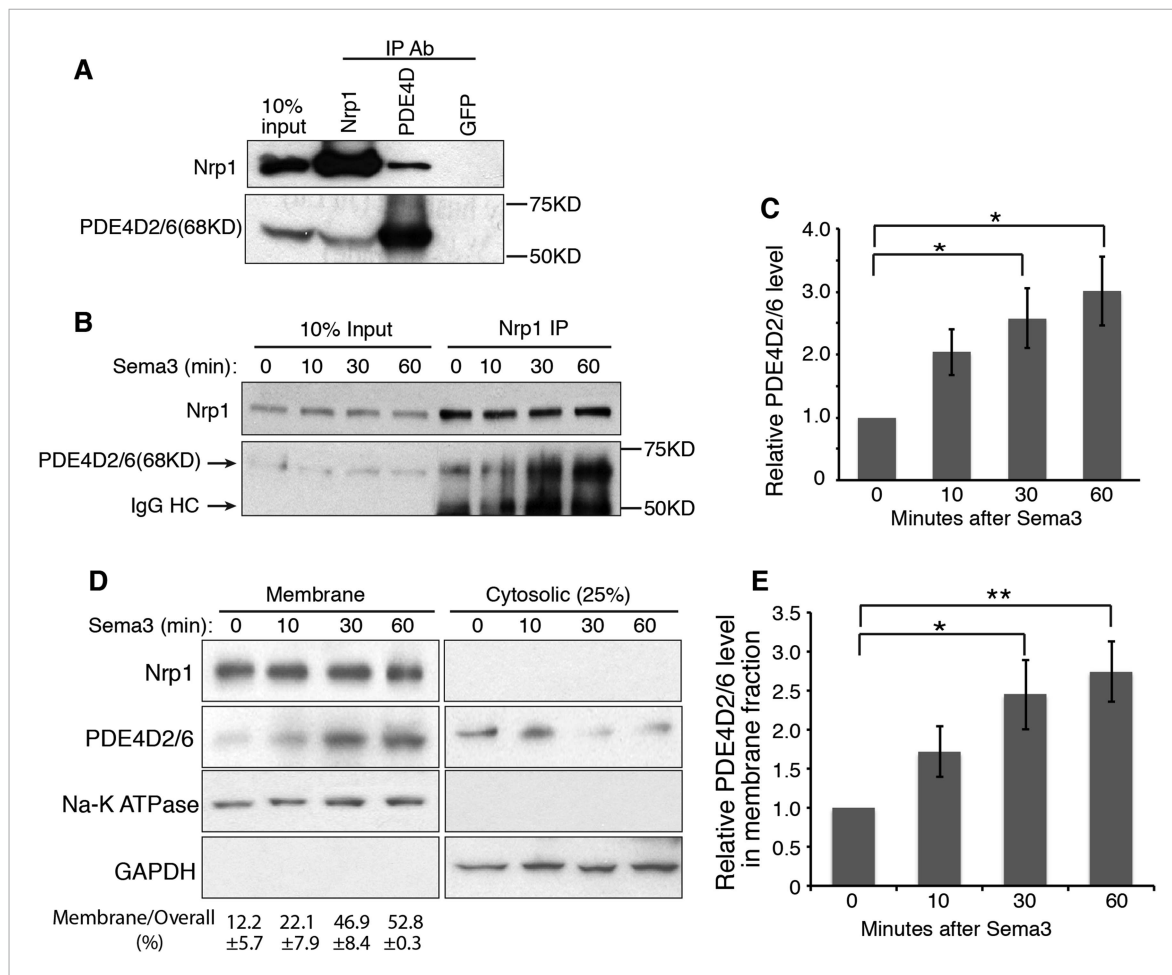 A
IP Ab
10%
input
Nrp1
PDE4D
GFP
Nrp1
PDE4D2/6(68KD)
75KD
50KD
B
10% Input
Nrp1 IP
Sema3 (min): 0 10 30 60 0 10 30 60
Nrp1
PDE4D2/6(68KD)
IgG HC
75KD
50KD
C
Relative PDE4D2/6 level
4.0
3.0
2.0
1.0
0
* *
0 10 30 60
Minutes after Sema3
D
Membrane
Cytosolic (25%)
Sema3 (min): 0 10 30 60 0 10 30 60
Nrp1
PDE4D2/6
Na-K ATPase
GAPDH
Membrane/Overall 12.2 22.1 46.9 52.8
(%) ±5.7 ±7.9 ±8.4 ±0.3
E
Relative PDE4D2/6 level
in membrane fraction
3.5
3.0
2.5
2.0
1.5
1.0
0.5
0
* **
0 10 30 60
Minutes after Sema3